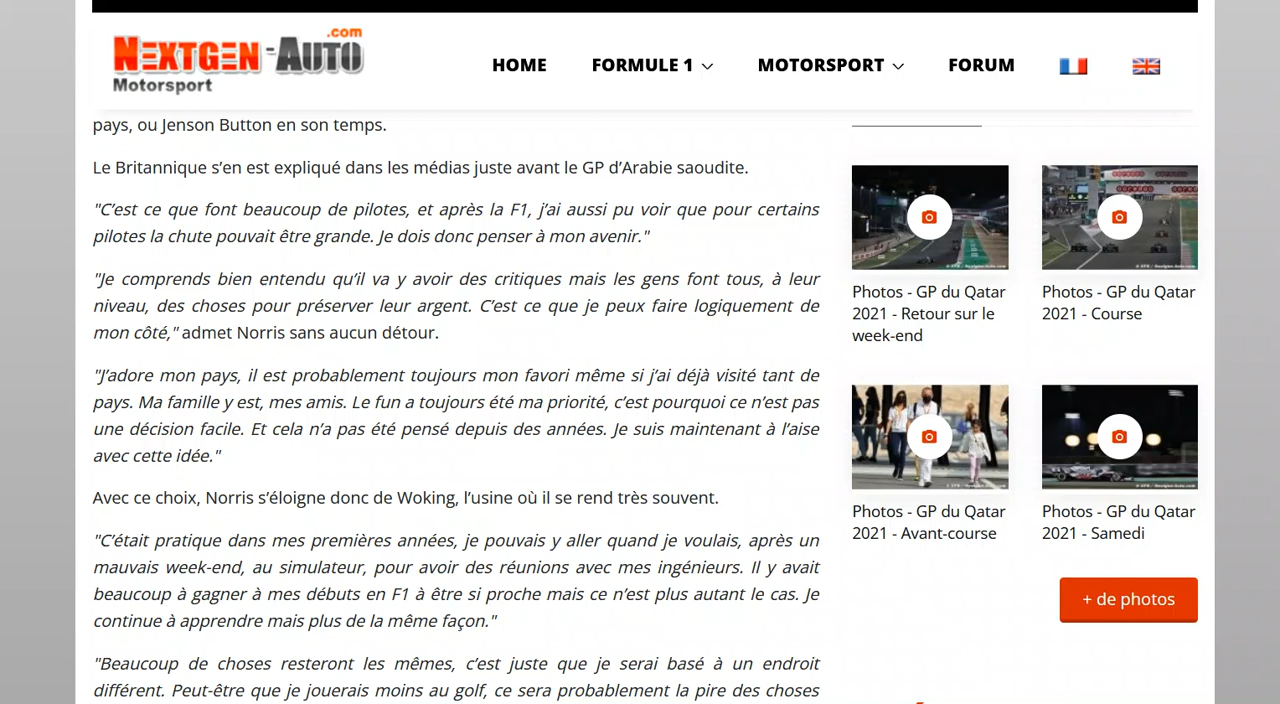 NEXTGEN-AUTO
.com
Motorsport
HOME
FORMULE 1
MOTORSPORT
FORUM
pays, ou Jenson Button en son temps.
Le Britannique s’en est expliqué dans les médias juste avant le GP d’Arabie saoudite.
"C’est ce que font beaucoup de pilotes, et après la F1, j’ai aussi pu voir que pour certains
pilotes la chute pouvait être grande. Je dois donc penser à mon avenir."
"Je comprends bien entendu qu’il va y avoir des critiques mais les gens font tous, à leur
niveau, des choses pour préserver leur argent. C’est ce que je peux faire logiquement de
mon côté," admet Norris sans aucun détour.
"J’adore mon pays, il est probablement toujours mon favori même si j’ai déjà visité tant de
pays. Ma famille y est, mes amis. Le fun a toujours été ma priorité, c’est pourquoi ce n’est pas
une décision facile. Et cela n’a pas été pensé depuis des années. Je suis maintenant à l’aise
avec cette idée."
Avec ce choix, Norris s’éloigne donc de Woking, l’usine où il se rend très souvent.
"C’était pratique dans mes premières années, je pouvais y aller quand je voulais, après un
mauvais week-end, au simulateur, pour avoir des réunions avec mes ingénieurs. Il y avait
beaucoup à gagner à mes débuts en F1 à être si proche mais ce n’est plus autant le cas. Je
continue à apprendre mais plus de la même façon."
"Beaucoup de choses resteront les mêmes, c’est juste que je serai basé à un endroit
différent. Peut-être que je jouerais moins au golf, ce sera probablement la pire des choses
Photos - GP du Qatar
2021 - Retour sur le
week-end
Photos - GP du Qatar
2021 - Course
Photos - GP du Qatar
2021 - Avant-course
Photos - GP du Qatar
2021 - Samedi
+ de photos